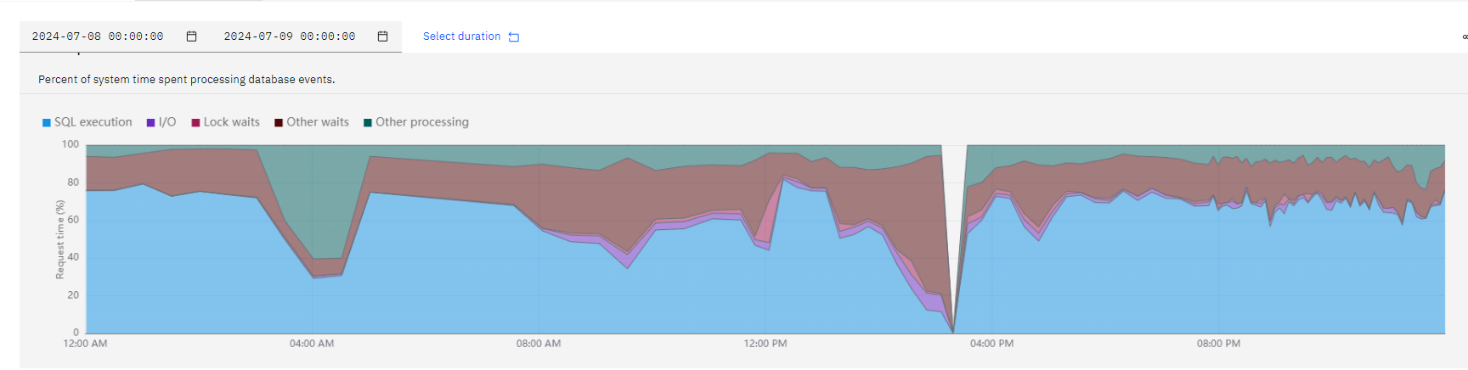 2024-07-08 00:00:00 2024-07-09 00:00:00 Select duration
Percent of system time spent processing database events.
SQL execution I/O Lock waits Other waits Other processing
Request time (%)
100
80
60
40
20
0
12:00 AM 04:00 AM 08:00 AM 12:00 PM 04:00 PM 08:00 PM